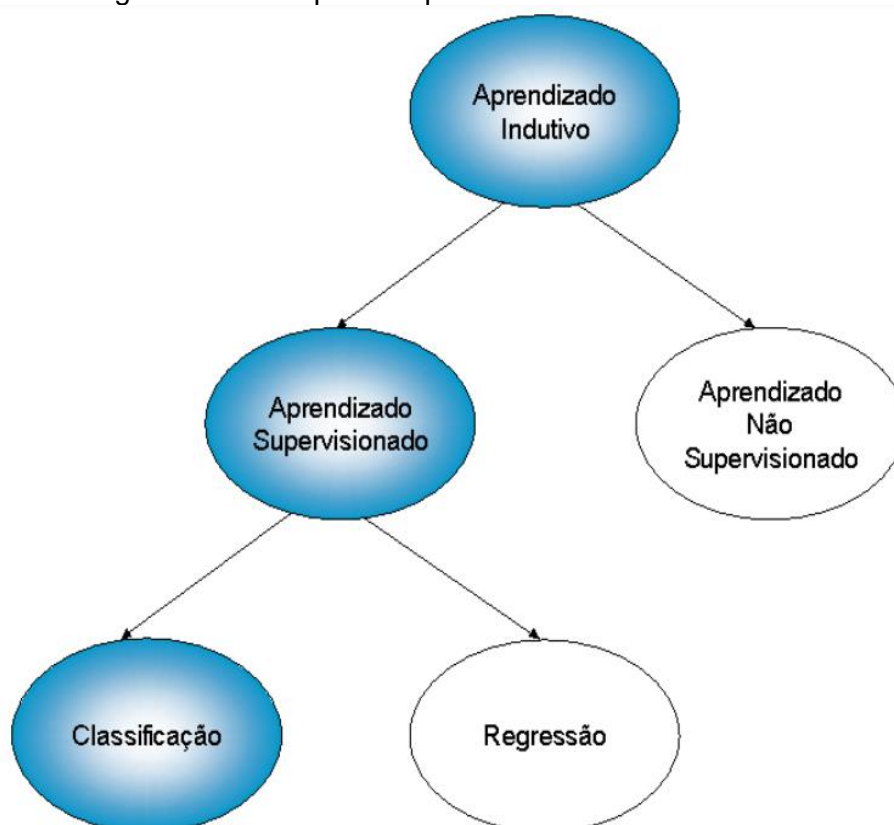 Aprendizado
Indutivo
Aprendizado
Supervisionado
Aprendizado
Não
Supervisionado
Classificação
Regressão